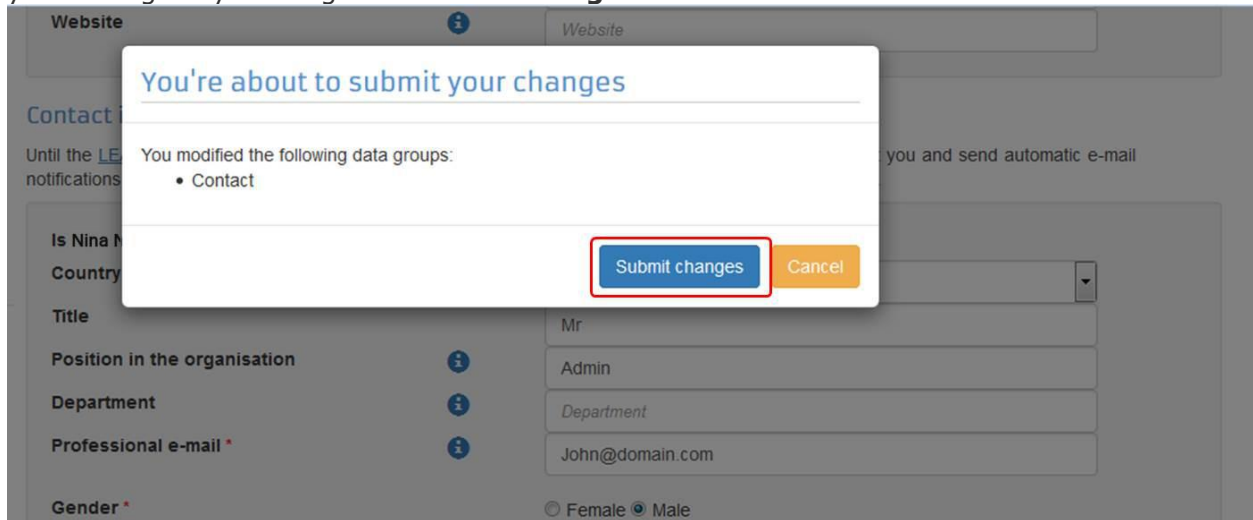 Website
Website
You're about to submit your changes
Contact i
Until the LE
You modified the following data groups:
you and send automatic e-mail
notifications
• Contact
Is Nina
Country
Submit changes
Cancel
Title
Mr
Position in the organisation
Admin
Department
Department
Professional e-mail *
John@domain.com
Gender *
Female
Male